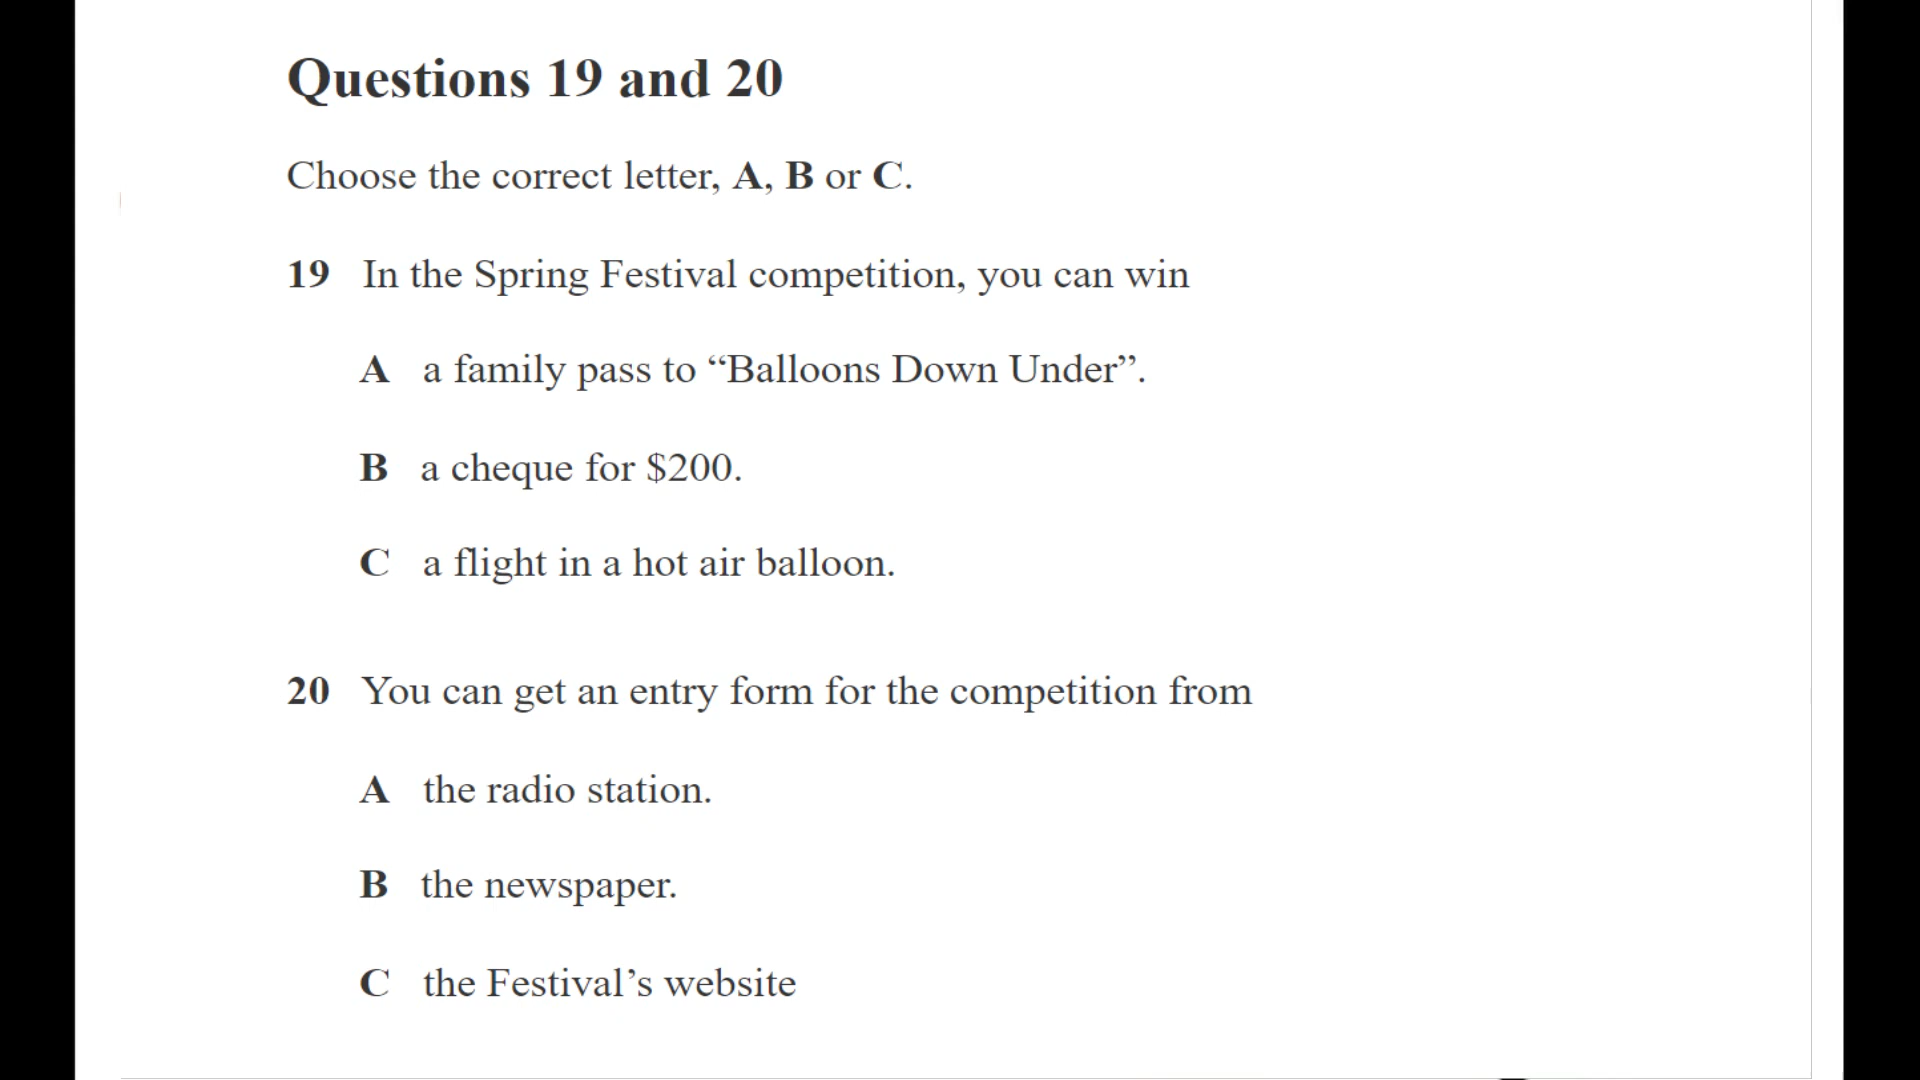 Questions 19 and 20
Choose the correct letter, A, B or C.
19 In the Spring Festival competition, you can win
A a family pass to “Balloons Down Under”.
B a cheque for $200.
C a flight in a hot air balloon.
20 You can get an entry form for the competition from
A the radio station.
B the newspaper.
C the Festival’s website